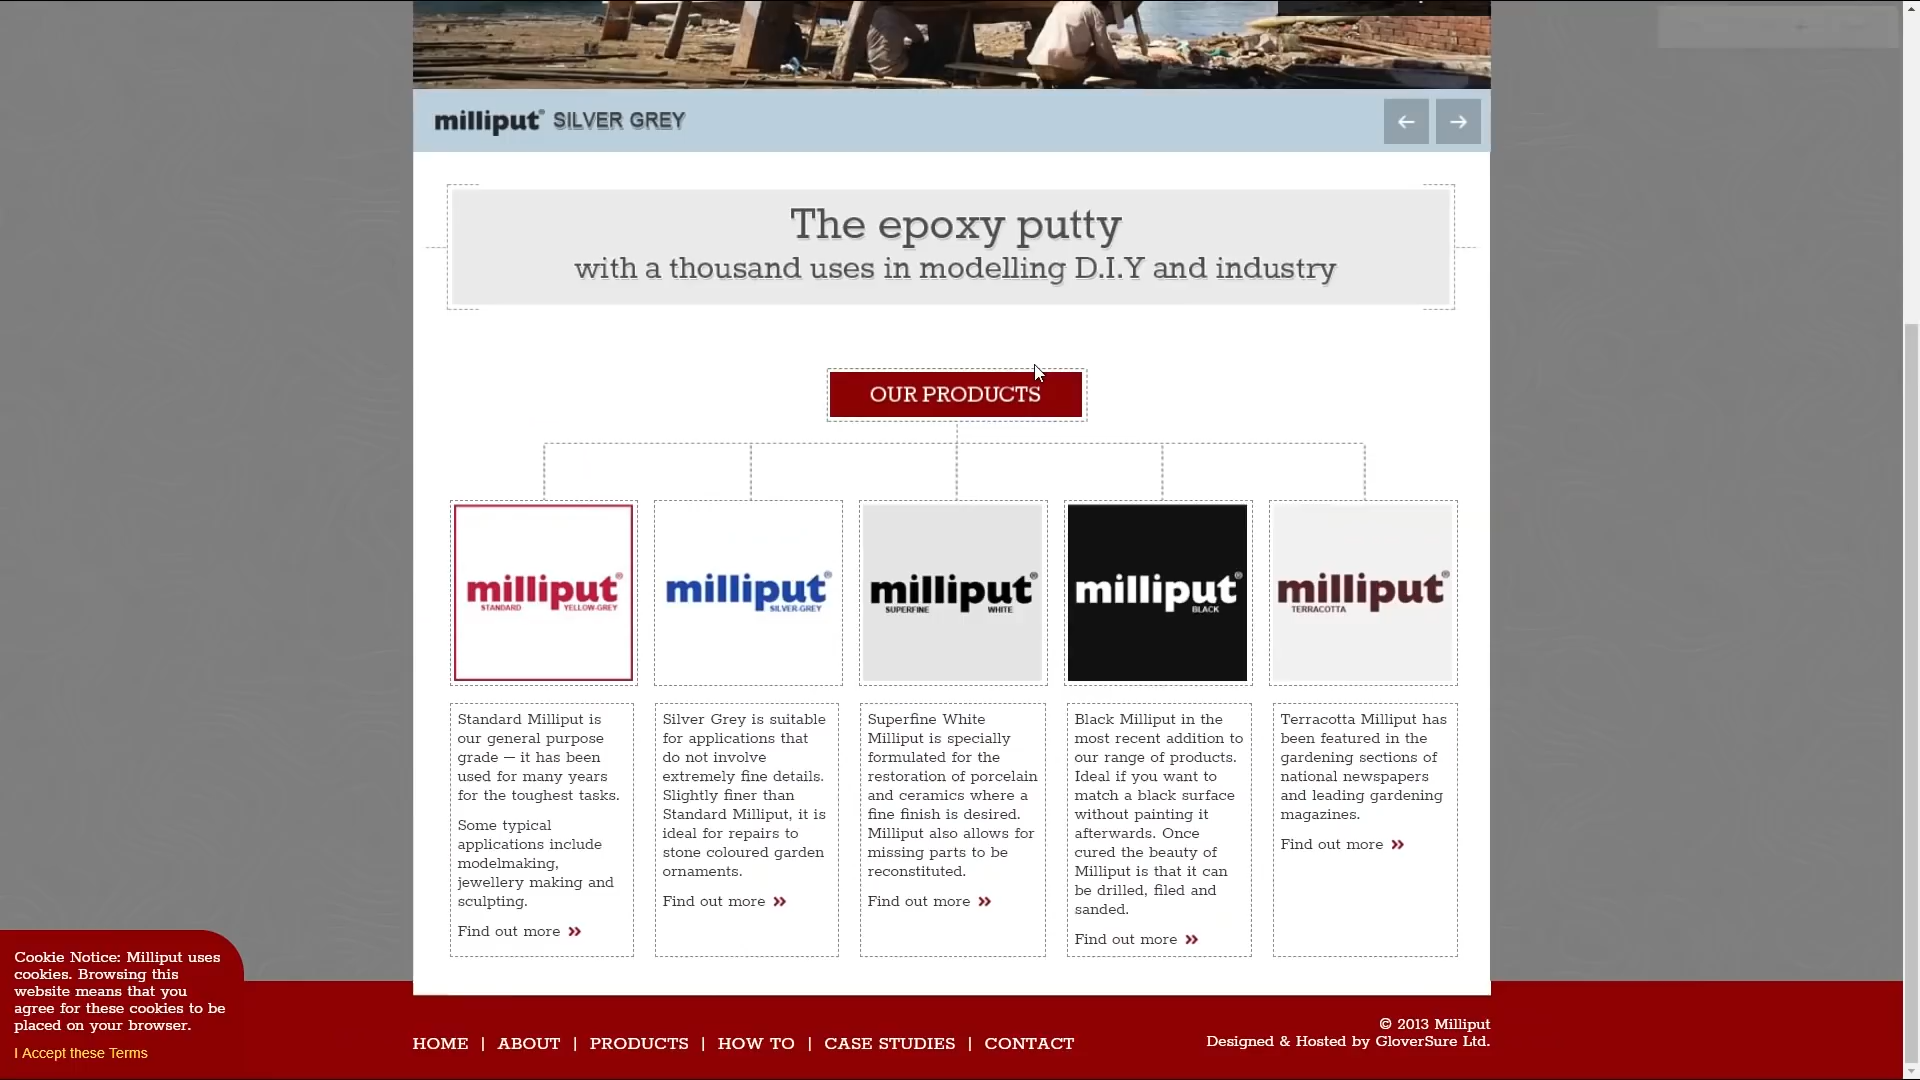 milliput® SILVER GREY
The epoxy putty
with a thousand uses in modelling D.I.Y and industry
OUR PRODUCTS
milliput®
STANDARD YELLOW-GREY
milliput®
SILVER-GREY
milliput®
SUPERFINE WHITE
milliput®
BLACK
milliput®
TERRACOTTA
Standard Milliput is
our general purpose
grade — it has been
used for many years
for the toughest tasks.
Some typical
applications include
modelmaking,
jewellery making and
sculpting.
Find out more »
Silver Grey is suitable
for applications that
do not involve
extremely fine details.
Slightly finer than
Standard Milliput, it is
ideal for repairs to
stone coloured garden
ornaments.
Find out more »
Superfine White
Milliput is specially
formulated for the
restoration of porcelain
and ceramics where a
fine finish is desired.
Milliput also allows for
missing parts to be
reconstituted.
Find out more »
Black Milliput in the
most recent addition to
our range of products.
Ideal if you want to
match a black surface
without painting it
afterwards. Once
cured the beauty of
Milliput is that it can
be drilled, filed and
sanded.
Find out more »
Terracotta Milliput has
been featured in the
gardening sections of
national newspapers
and leading gardening
magazines.
Find out more »
Cookie Notice: Milliput uses
cookies. Browsing this
website means that you
agree for these cookies to be
placed on your browser.
I Accept these Terms
HOME | ABOUT | PRODUCTS | HOW TO | CASE STUDIES | CONTACT
© 2013 Milliput
Designed & Hosted by GloverSure Ltd.